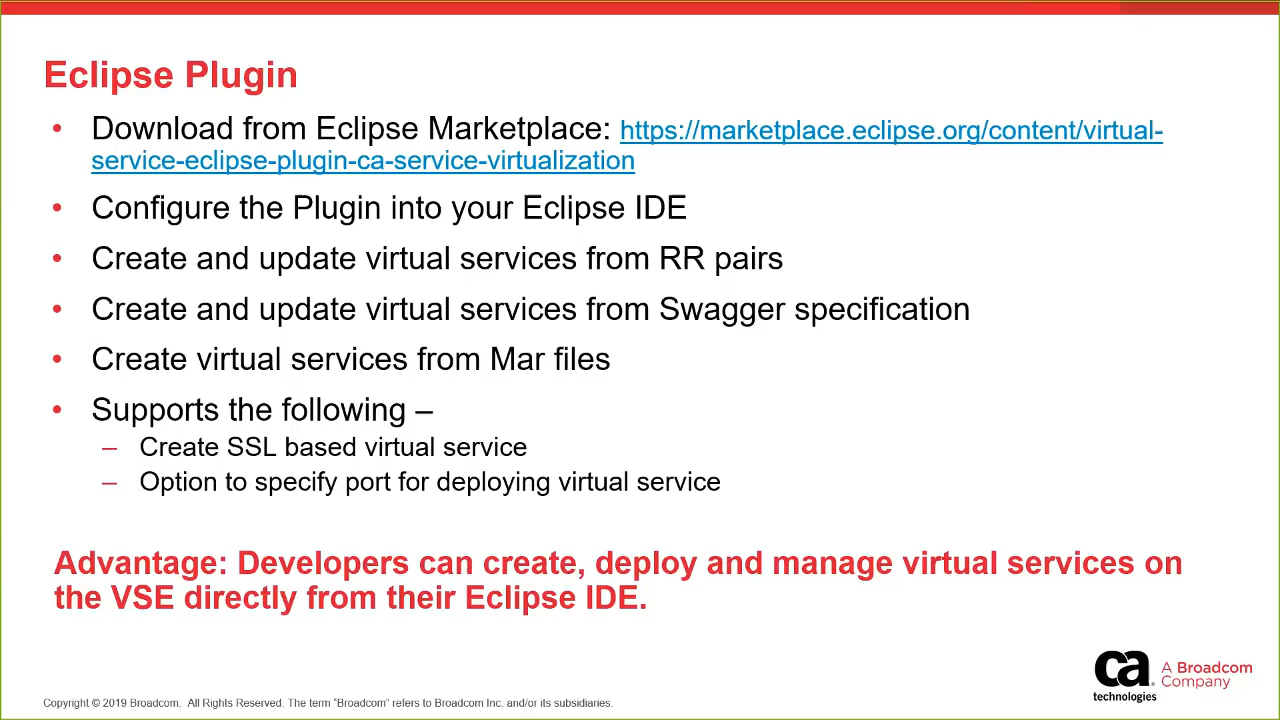 Eclipse Plugin
• Download from Eclipse Marketplace: https://marketplace.eclipse.org/content/virtual-
service-eclipse-plugin-ca-service-virtualization
• Configure the Plugin into your Eclipse IDE
• Create and update virtual services from RR pairs
• Create and update virtual services from Swagger specification
• Create virtual services from Mar files
• Supports the following –
– Create SSL based virtual service
– Option to specify port for deploying virtual service
Advantage: Developers can create, deploy and manage virtual services on
the VSE directly from their Eclipse IDE.
ca
technologies
A Broadcom
Company
Copyright © 2019 Broadcom. All Rights Reserved. The term “Broadcom” refers to Broadcom Inc. and/or its subsidiaries.